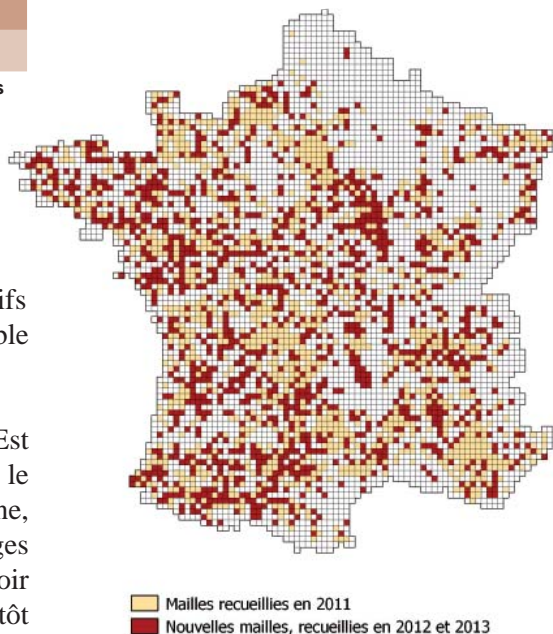 s
ifs
ble
Est
le
ne,
ges
oir
tôt
Mailles recueillies en 2011
Nouvelles mailles, recueillies en 2012 et 2013